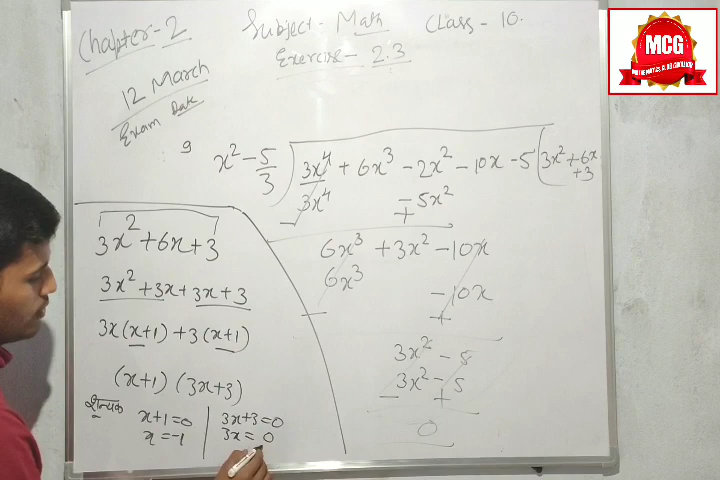 Chapter-2
Subject- Math
Class- 10.
Exercise- 2.3
12 March
Exam Date
MCG
9
x² - 5/3 ) 3x⁴ + 6x³ - 2x² - 10x - 5 ( 3x² + 6x
+3
3x⁴ - 5x²
- +
6x³ + 3x² - 10x
6x³ - 10x
- +
3x² - 5
3x² - 5
- +
0
3x² + 6x + 3
3x² + 3x + 3x + 3
3x (x+1) + 3 (x+1)
(x+1) (3x+3)
शून्यक
x+1=0 | 3x+3=0
x=-1 | 3x= 0